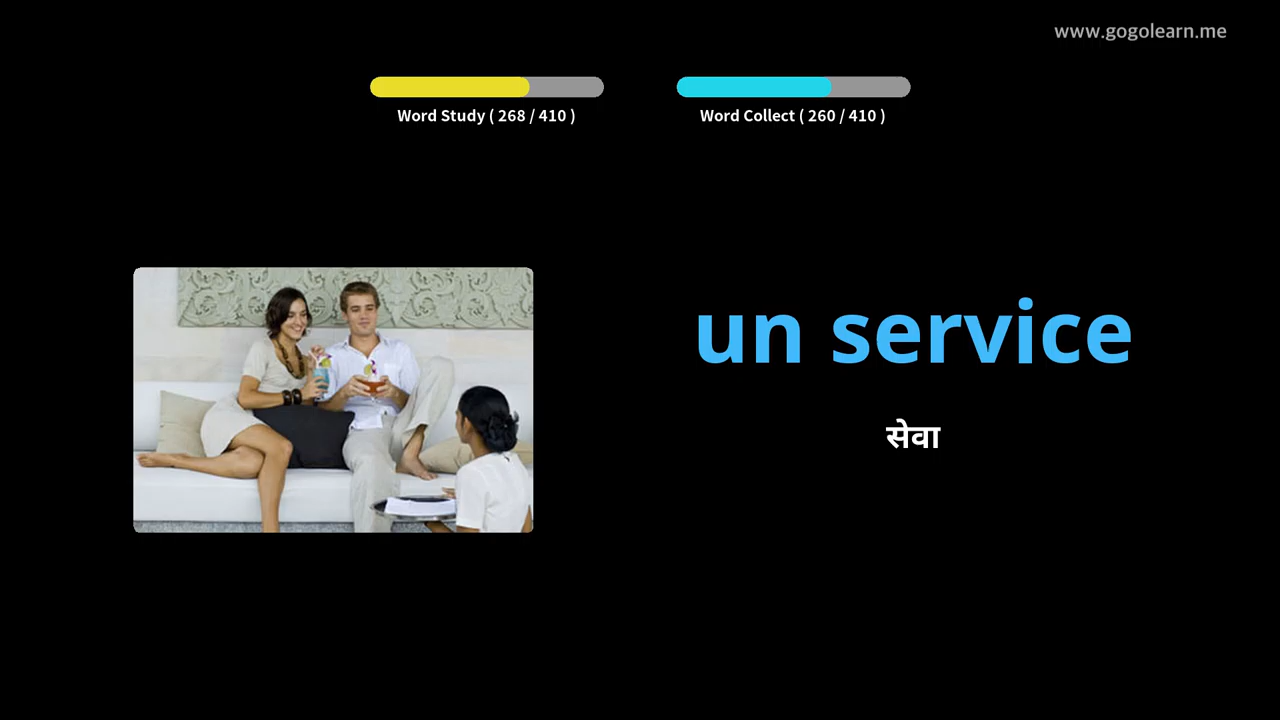 www.gogolearn.me
Word Study ( 268 / 410 )
Word Collect ( 260 / 410 )
un service
सेवा